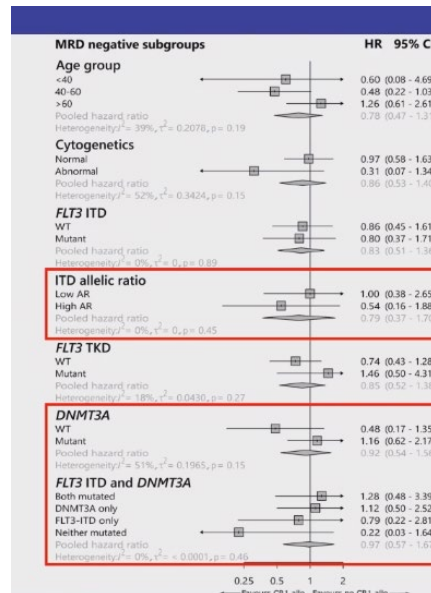 MRD negative subgroups HR 95% C
Age group
<40 0.60 (0.08 - 4.69
40-60 0.48 (0.22 - 1.03
>60 1.26 (0.61 - 2.61
Pooled hazard ratio 0.78 (0.47 - 1.31
Heterogeneity: I² = 39%, τ² = 0.2078, p = 0.19
Cytogenetics
Normal 0.97 (0.58 - 1.63
Abnormal 0.31 (0.07 - 1.34
Pooled hazard ratio 0.86 (0.53 - 1.40
Heterogeneity: I² = 52%, τ² = 0.3424, p = 0.15
FLT3 ITD
WT 0.86 (0.45 - 1.61
Mutant 0.80 (0.37 - 1.71
Pooled hazard ratio 0.83 (0.51 - 1.36
Heterogeneity: I² = 0%, τ² = 0, p = 0.89
ITD allelic ratio
Low AR 1.00 (0.38 - 2.65
High AR 0.54 (0.16 - 1.88
Pooled hazard ratio 0.79 (0.37 - 1.70
Heterogeneity: I² = 0%, τ² = 0, p = 0.45
FLT3 TKD
WT 0.74 (0.43 - 1.28
Mutant 1.46 (0.50 - 4.31
Pooled hazard ratio 0.85 (0.52 - 1.38
Heterogeneity: I² = 18%, τ² = 0.0430, p = 0.27
DNMT3A
WT 0.48 (0.17 - 1.35
Mutant 1.16 (0.62 - 2.17
Pooled hazard ratio 0.92 (0.54 - 1.56
Heterogeneity: I² = 51%, τ² = 0.1965, p = 0.15
FLT3 ITD and DNMT3A
Both mutated 1.28 (0.48 - 3.39
DNMT3A only 1.12 (0.50 - 2.52
FLT3-ITD only 0.79 (0.22 - 2.81
Neither mutated 0.22 (0.03 - 1.64
Pooled hazard ratio 0.97 (0.57 - 1.67
Heterogeneity: I² = 0%, τ² = < 0.0001, p = 0.46
0.25 0.5 1 2